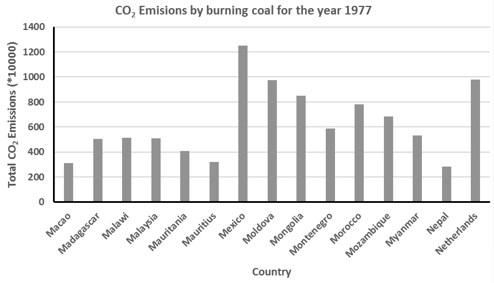 CO₂ Emisions by burning coal for the year 1977
Total CO₂ Emissions (*10000)
1400
1200
1000
800
600
400
200
0
Macao
Madagascar
Malawi
Malaysia
Mauritania
Mauritius
Mexico
Moldova
Mongolia
Montenegro
Morocco
Mozambique
Myanmar
Nepal
Netherlands
Country